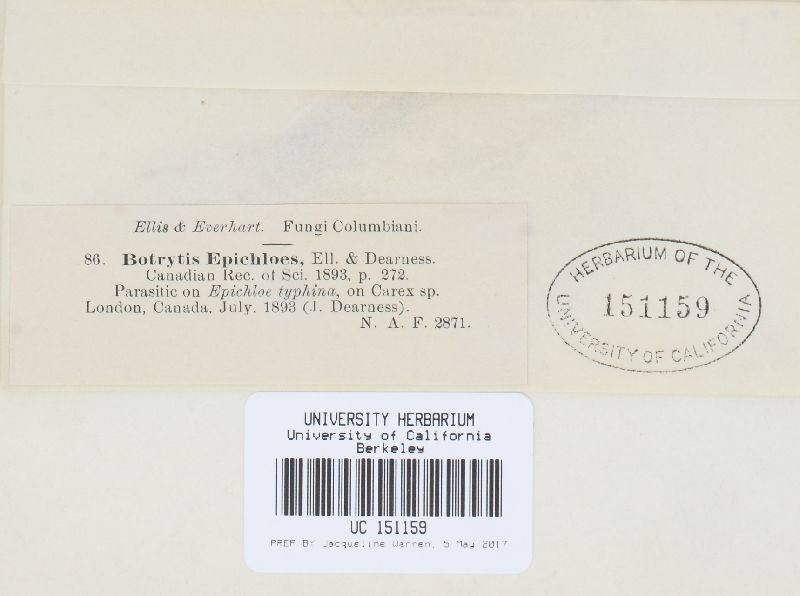 Ellis & Everhart. Fungi Columbiani.
86. Botrytis Epichloes, Ell. & Dearness.
Canadian Rec. of Sci. 1893, p. 272.
Parasitic on Epichloe typhina, on Carex sp.
London, Canada, July, 1893 (J. Dearness).
N. A. F. 2871.
HERBARIUM OF THE
151159
UNIVERSITY OF CALIFORNIA
UNIVERSITY HERBARIUM
University of California
Berkeley
UC 151159
PREP BY Jacqueline Warren, 5 May 2017